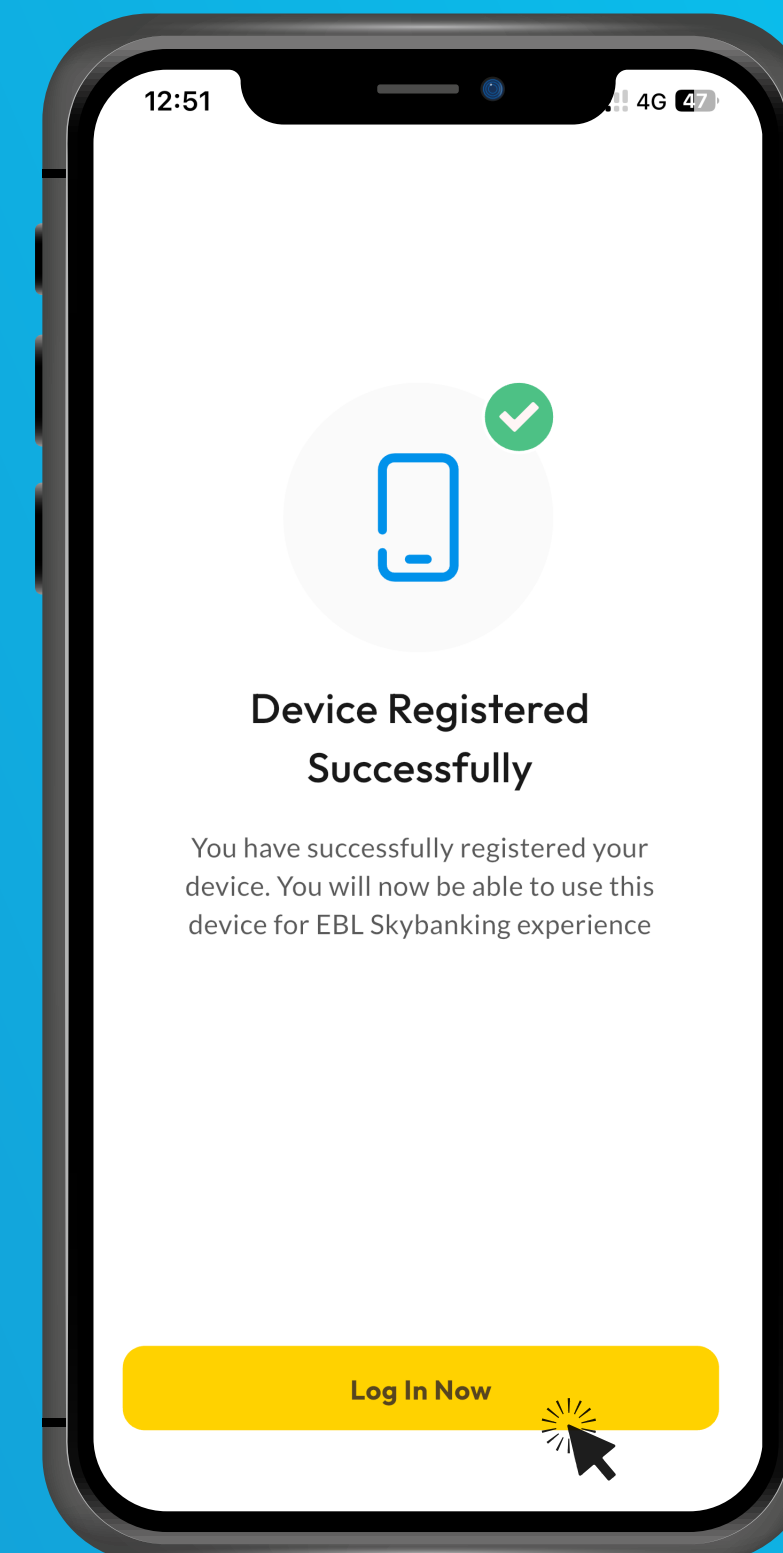 12:51 4G 47
Device Registered
Successfully
You have successfully registered your
device. You will now be able to use this
device for EBL Skybanking experience
Log In Now